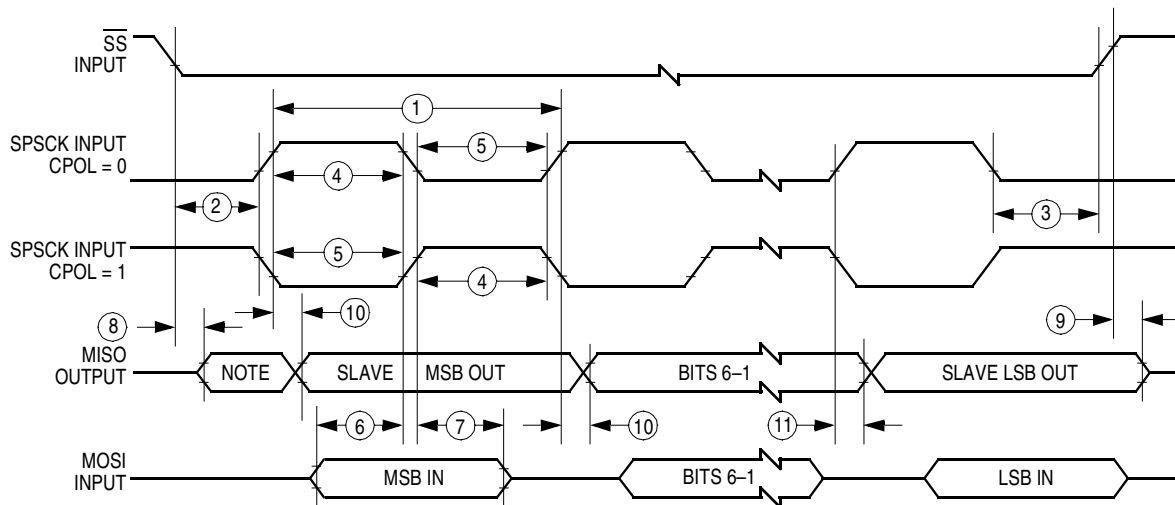 SS
INPUT
1
SPSCK INPUT
CPOL = 0
5
4
2
3
SPSCK INPUT
CPOL = 1
5
4
8
10
9
MISO
OUTPUT
NOTE
SLAVE MSB OUT
BITS 6–1
SLAVE LSB OUT
6
7
10
11
MOSI
INPUT
MSB IN
BITS 6–1
LSB IN